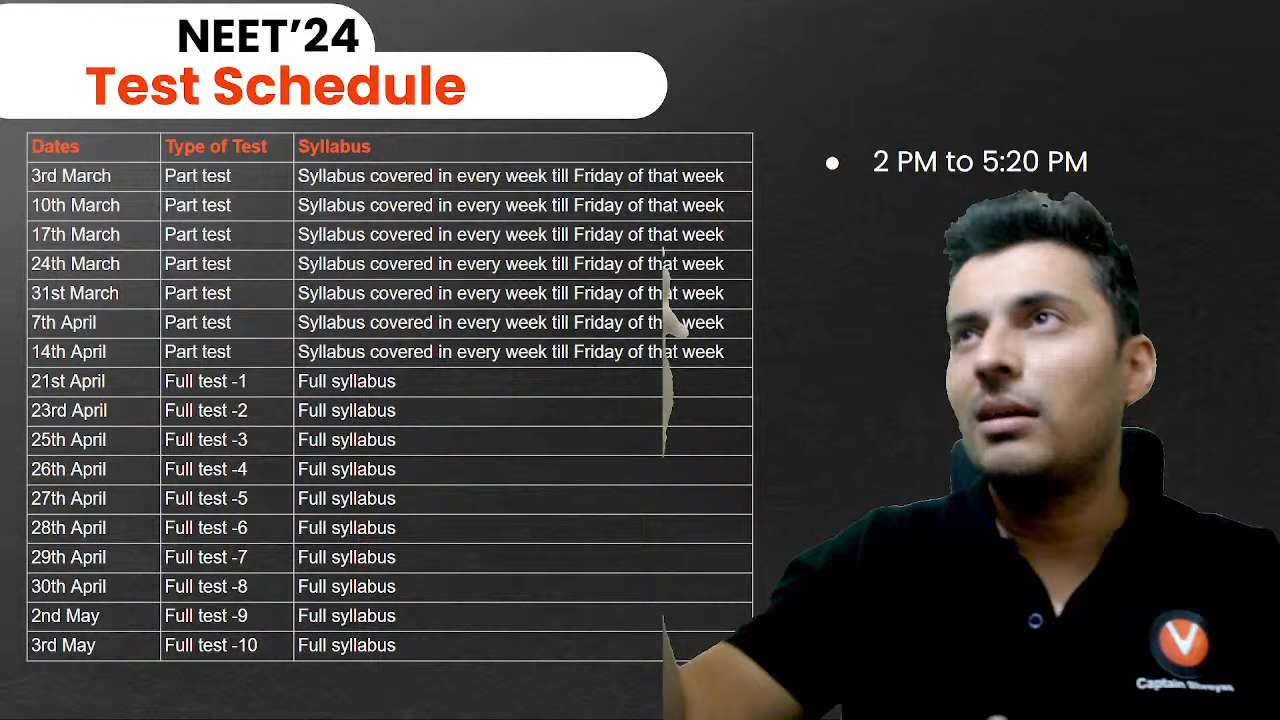 NEET’24
Test Schedule
Dates Type of Test Syllabus
3rd March Part test Syllabus covered in every week till Friday of that week
10th March Part test Syllabus covered in every week till Friday of that week
17th March Part test Syllabus covered in every week till Friday of that week
24th March Part test Syllabus covered in every week till Friday of that week
31st March Part test Syllabus covered in every week till Friday of that week
7th April Part test Syllabus covered in every week till Friday of th week
14th April Part test Syllabus covered in every week till Friday of that week
21st April Full test -1 Full syllabus
23rd April Full test -2 Full syllabus
25th April Full test -3 Full syllabus
26th April Full test -4 Full syllabus
27th April Full test -5 Full syllabus
28th April Full test -6 Full syllabus
29th April Full test -7 Full syllabus
30th April Full test -8 Full syllabus
2nd May Full test -9 Full syllabus
3rd May Full test -10 Full syllabus
● 2 PM to 5:20 PM
V
Captain Shreyas